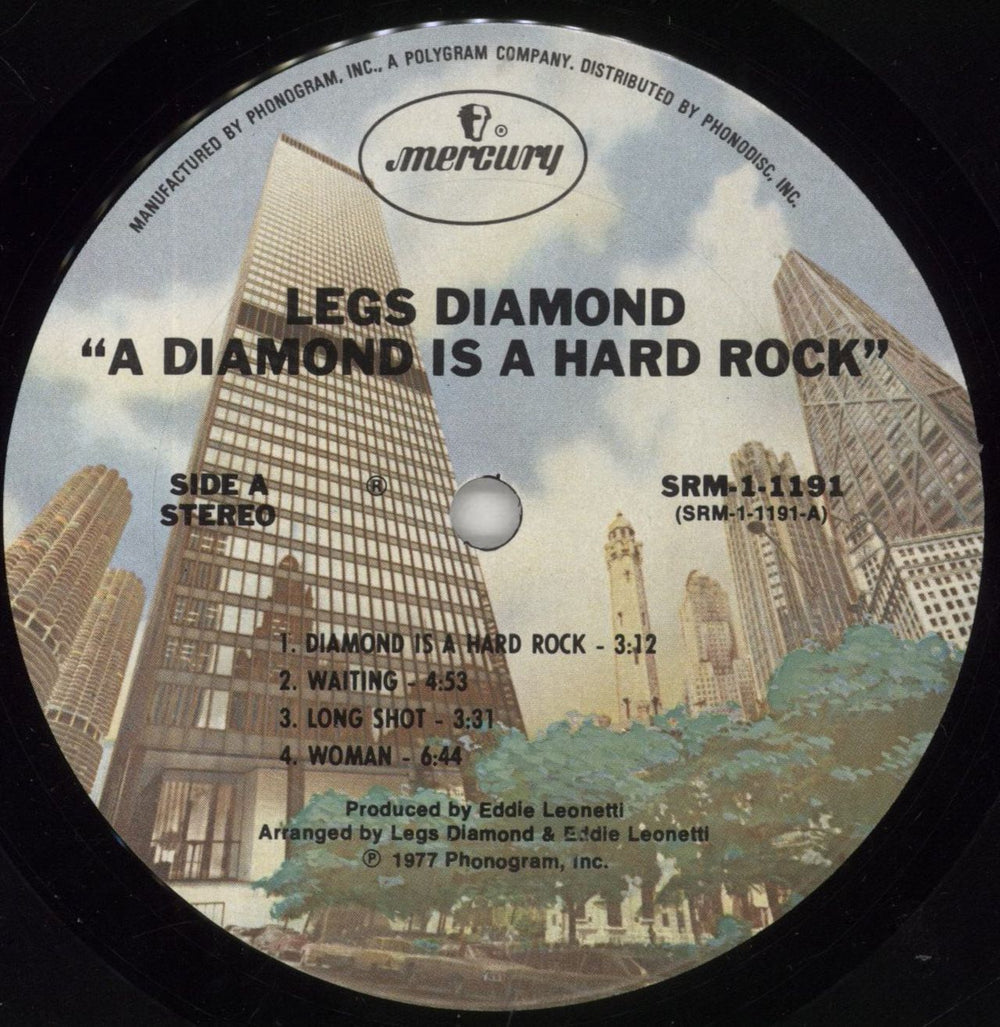 MANUFACTURED BY PHONOGRAM, INC., A POLYGRAM COMPANY. DISTRIBUTED BY PHONODISC, INC.
mercury®
LEGS DIAMOND
“A DIAMOND IS A HARD ROCK”
SIDE A
STEREO
®
SRM-1-1191
(SRM-1-1191-A)
1. DIAMOND IS A HARD ROCK - 3:12
2. WAITING - 4:53
3. LONG SHOT - 3:31
4. WOMAN - 6:44
Produced by Eddie Leonetti
Arranged by Legs Diamond & Eddie Leonetti
℗ 1977 Phonogram, Inc.